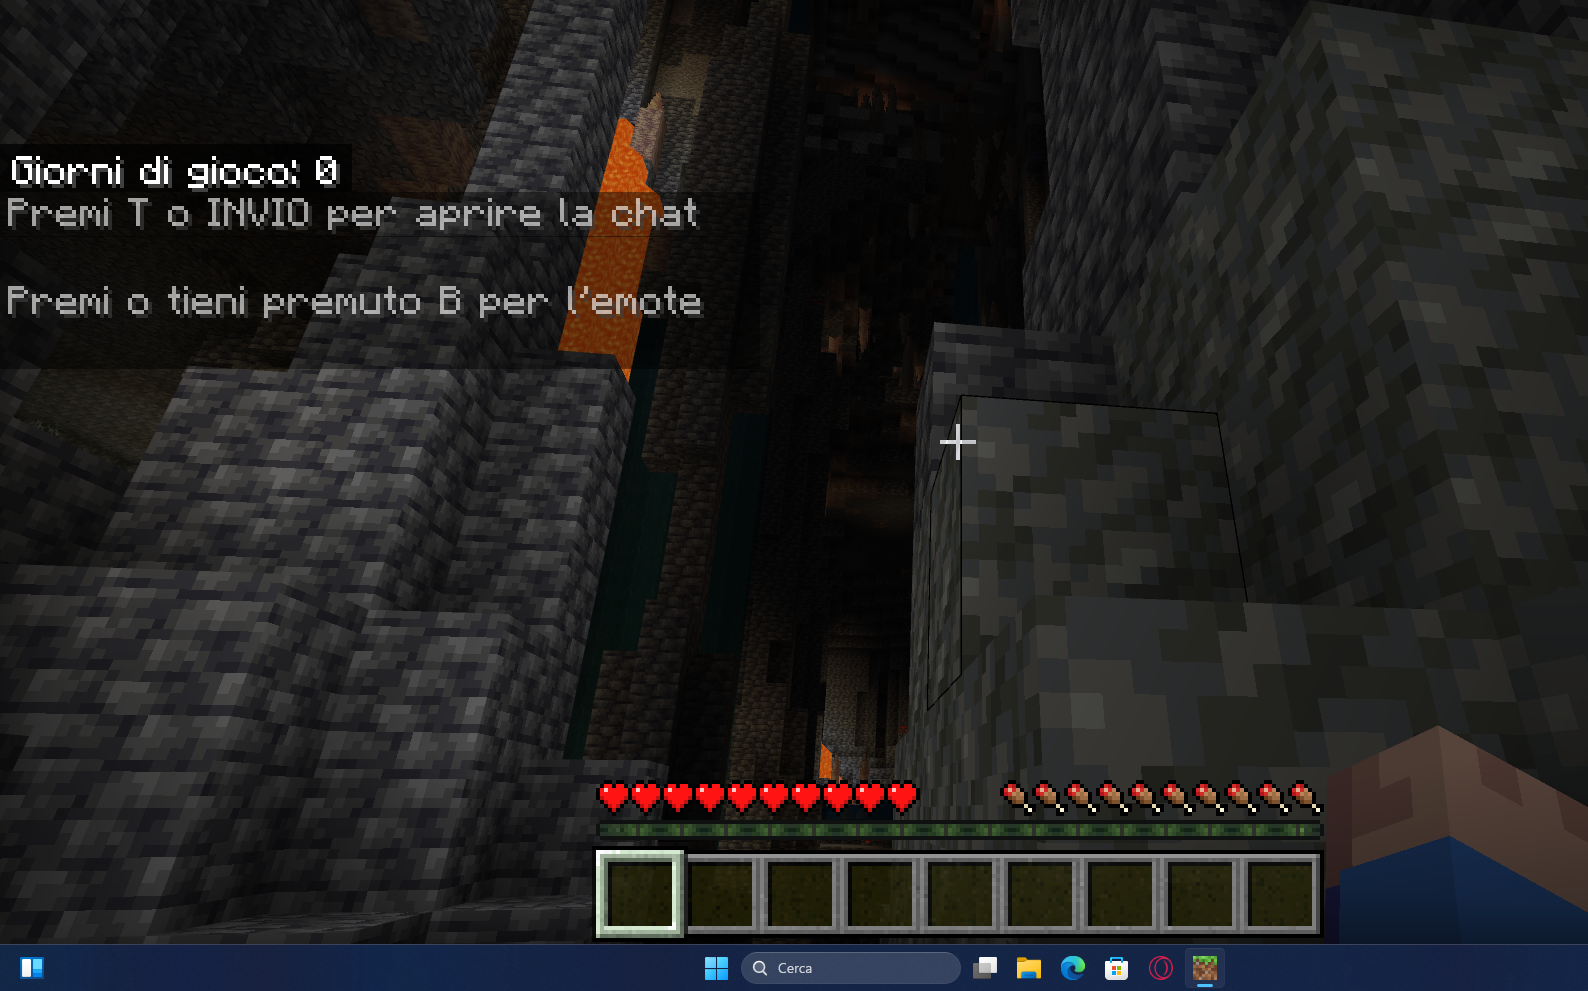 Giorni di gioco: 0
Premi T o INVIO per aprire la chat
Premi o tieni premuto B per l'emote
Cerca